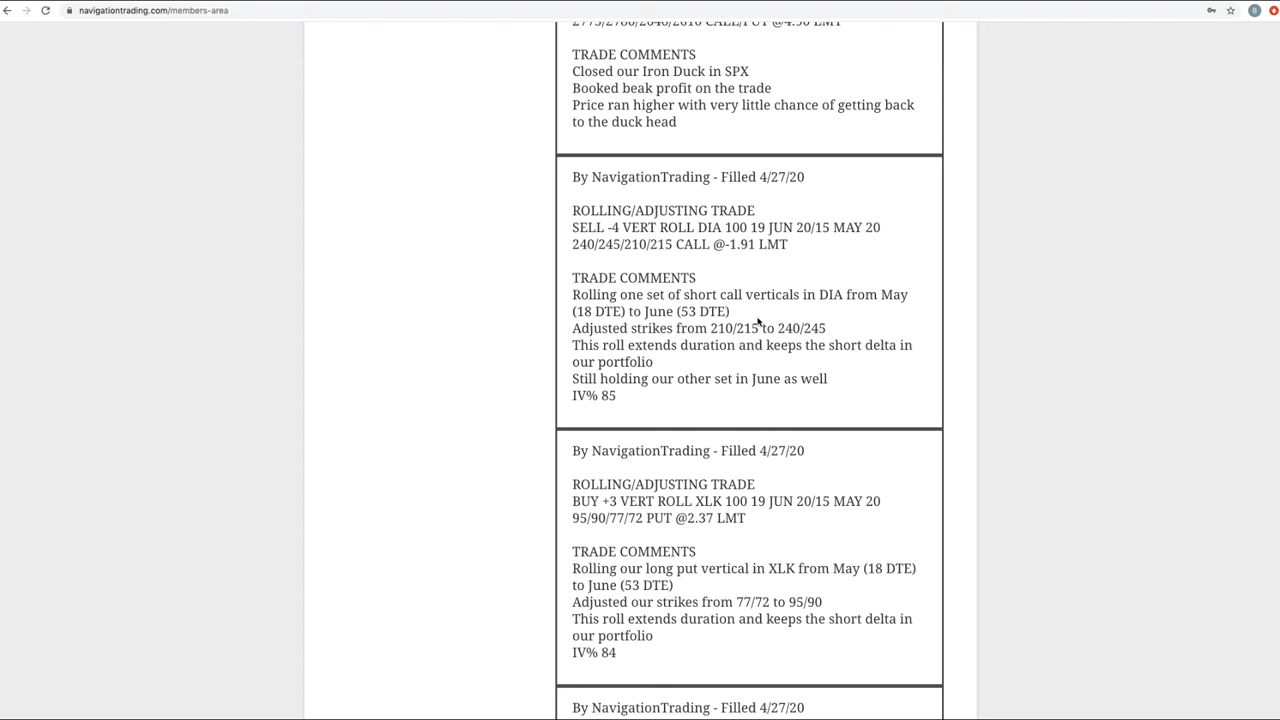 navigationtrading.com/members-area
B
TRADE COMMENTS
Closed our Iron Duck in SPX
Booked beak profit on the trade
Price ran higher with very little chance of getting back
to the duck head
By NavigationTrading - Filled 4/27/20
ROLLING/ADJUSTING TRADE
SELL -4 VERT ROLL DIA 100 19 JUN 20/15 MAY 20
240/245/210/215 CALL @-1.91 LMT
TRADE COMMENTS
Rolling one set of short call verticals in DIA from May
(18 DTE) to June (53 DTE)
Adjusted strikes from 210/215 to 240/245
This roll extends duration and keeps the short delta in
our portfolio
Still holding our other set in June as well
IV% 85
By NavigationTrading - Filled 4/27/20
ROLLING/ADJUSTING TRADE
BUY +3 VERT ROLL XLK 100 19 JUN 20/15 MAY 20
95/90/77/72 PUT @2.37 LMT
TRADE COMMENTS
Rolling our long put vertical in XLK from May (18 DTE)
to June (53 DTE)
Adjusted our strikes from 77/72 to 95/90
This roll extends duration and keeps the short delta in
our portfolio
IV% 84
By NavigationTrading - Filled 4/27/20